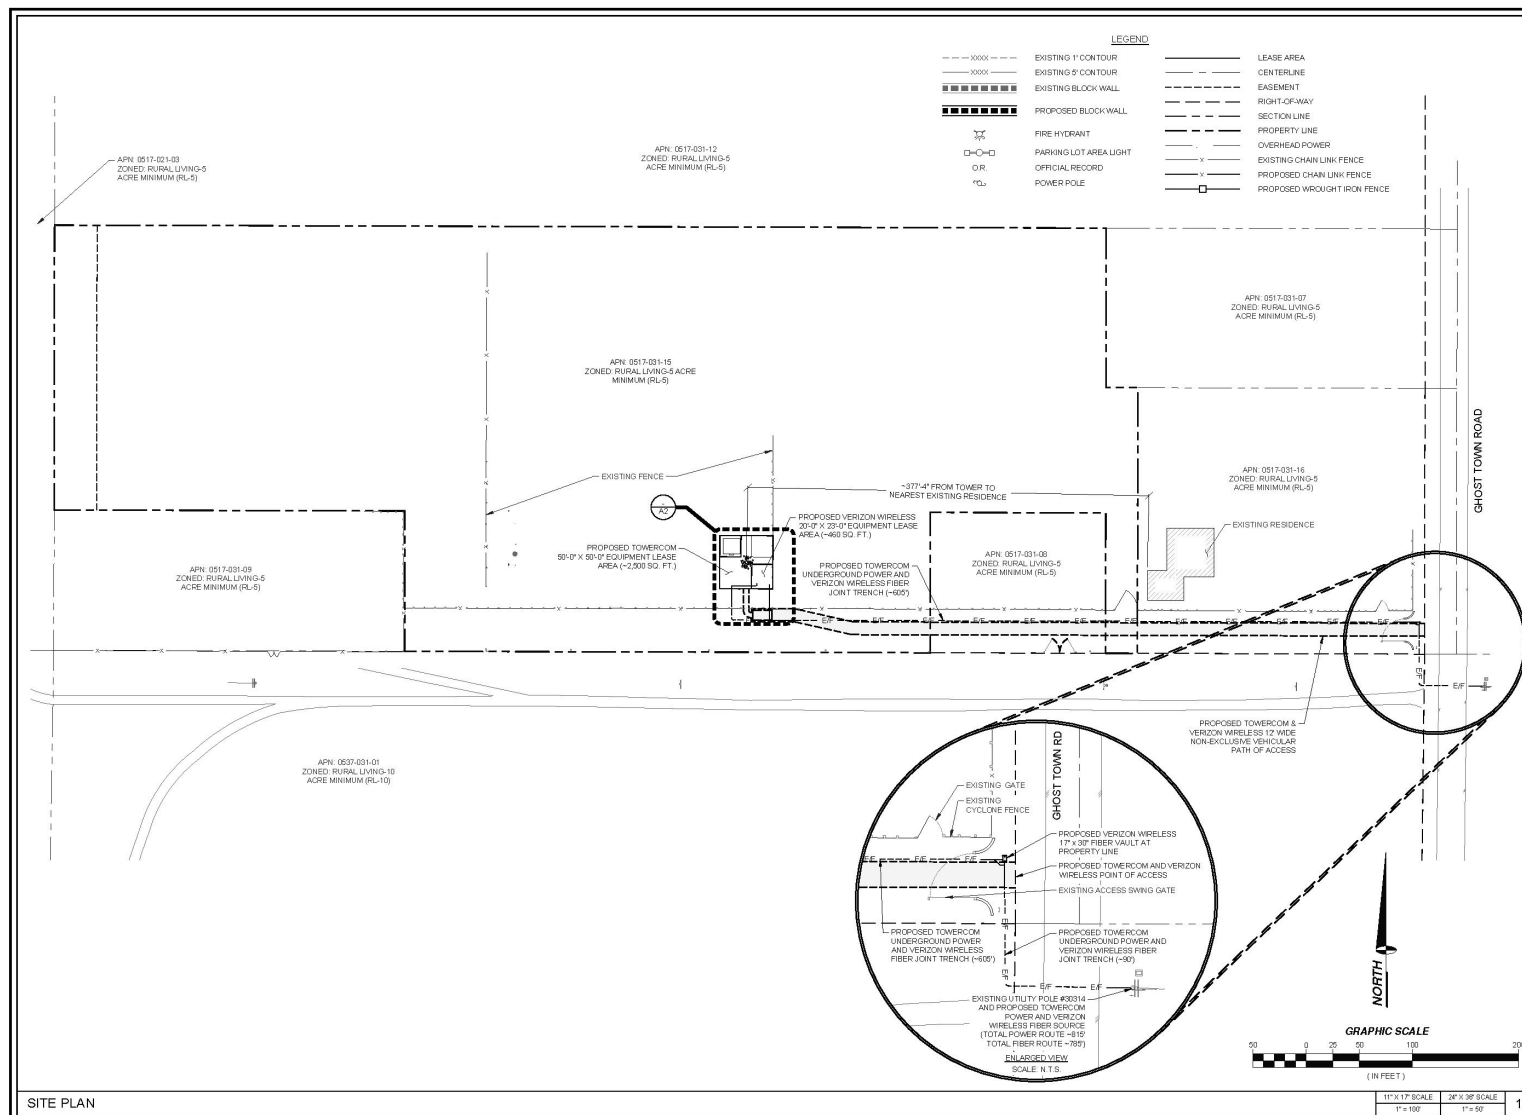 LEGEND
XXXX EXISTING 1' CONTOUR
XXXX EXISTING 5' CONTOUR
EXISTING BLOCK WALL
PROPOSED BLOCK WALL
FIRE HYDRANT
PARKING LOT AREA LIGHT
O.R. OFFICIAL RECORD
POWER POLE
LEASE AREA
CENTERLINE
EASEMENT
RIGHT-OF-WAY
SECTION LINE
PROPERTY LINE
OVERHEAD POWER
EXISTING CHAIN LINK FENCE
PROPOSED CHAIN LINK FENCE
PROPOSED WROUGHT IRON FENCE
APN: 0517-021-03
ZONED: RURAL LIVING-5
ACRE MINIMUM (RL-5)
APN: 0517-031-12
ZONED: RURAL LIVING-5
ACRE MINIMUM (RL-5)
APN: 0517-031-07
ZONED: RURAL LIVING-5
ACRE MINIMUM (RL-5)
APN: 0517-031-15
ZONED: RURAL LIVING-5 ACRE
MINIMUM (RL-5)
GHOST TOWN ROAD
APN: 0517-031-16
ZONED: RURAL LIVING-5
ACRE MINIMUM (RL-5)
EXISTING FENCE
~377'-4" FROM TOWER TO
NEAREST EXISTING RESIDENCE
A2
PROPOSED VERIZON WIRELESS
20'-0" X 23'-0" EQUIPMENT LEASE
AREA (~460 SQ. FT.)
EXISTING RESIDENCE
PROPOSED TOWERCOM
50'-0" X 50'-0" EQUIPMENT LEASE
AREA (~2,500 SQ. FT.)
APN: 0517-031-09
ZONED: RURAL LIVING-5
ACRE MINIMUM (RL-5)
APN: 0517-031-08
ZONED: RURAL LIVING-5
ACRE MINIMUM (RL-5)
PROPOSED TOWERCOM
UNDERGROUND POWER AND
VERIZON WIRELESS FIBER
JOINT TRENCH (~605')
E/F E/F E/F E/F E/F E/F E/F E/F E/F E/F E/F E/F
E/F
E/F
PROPOSED TOWERCOM &
VERIZON WIRELESS 12' WIDE
NON-EXCLUSIVE VEHICULAR
PATH OF ACCESS
APN: 0537-031-01
ZONED: RURAL LIVING-10
ACRE MINIMUM (RL-10)
GHOST TOWN RD
EXISTING GATE
EXISTING
CYCLONE FENCE
PROPOSED VERIZON WIRELESS
17" x 30" FIBER VAULT AT
PROPERTY LINE
E/F E/F E/F
PROPOSED TOWERCOM AND VERIZON
WIRELESS POINT OF ACCESS
EXISTING ACCESS SWING GATE
E/F
PROPOSED TOWERCOM
UNDERGROUND POWER
AND VERIZON WIRELESS
FIBER JOINT TRENCH (~605')
PROPOSED TOWERCOM
UNDERGROUND POWER AND
VERIZON WIRELESS FIBER
JOINT TRENCH (~90')
E/F
E/F E/F
EXISTING UTILITY POLE #30314
AND PROPOSED TOWERCOM
POWER AND VERIZON
WIRELESS FIBER SOURCE
(TOTAL POWER ROUTE ~815'
TOTAL FIBER ROUTE ~785')
ENLARGED VIEW
SCALE: N.T.S.
NORTH
GRAPHIC SCALE
50 0 25 50 100 20
( IN FEET )
SITE PLAN
11" X 17" SCALE 24" X 36" SCALE
1" = 100' 1" = 50'
1